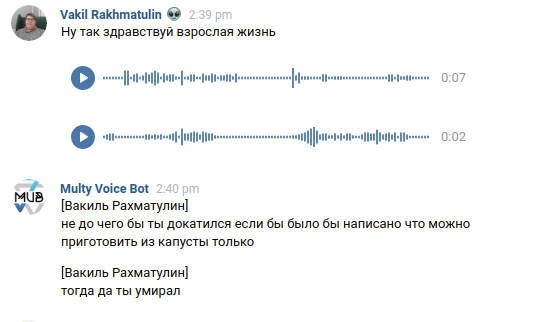 Vakil Rakhmatulin 👽 2:39 pm
Ну так здравствуй взрослая жизнь
0:07
0:02
Multy Voice Bot 2:40 pm
MUB
[Вакиль Рахматулин]
не до чего бы ты докатился если бы было бы написано что можно
приготовить из капусты только
[Вакиль Рахматулин]
тогда да ты умирал